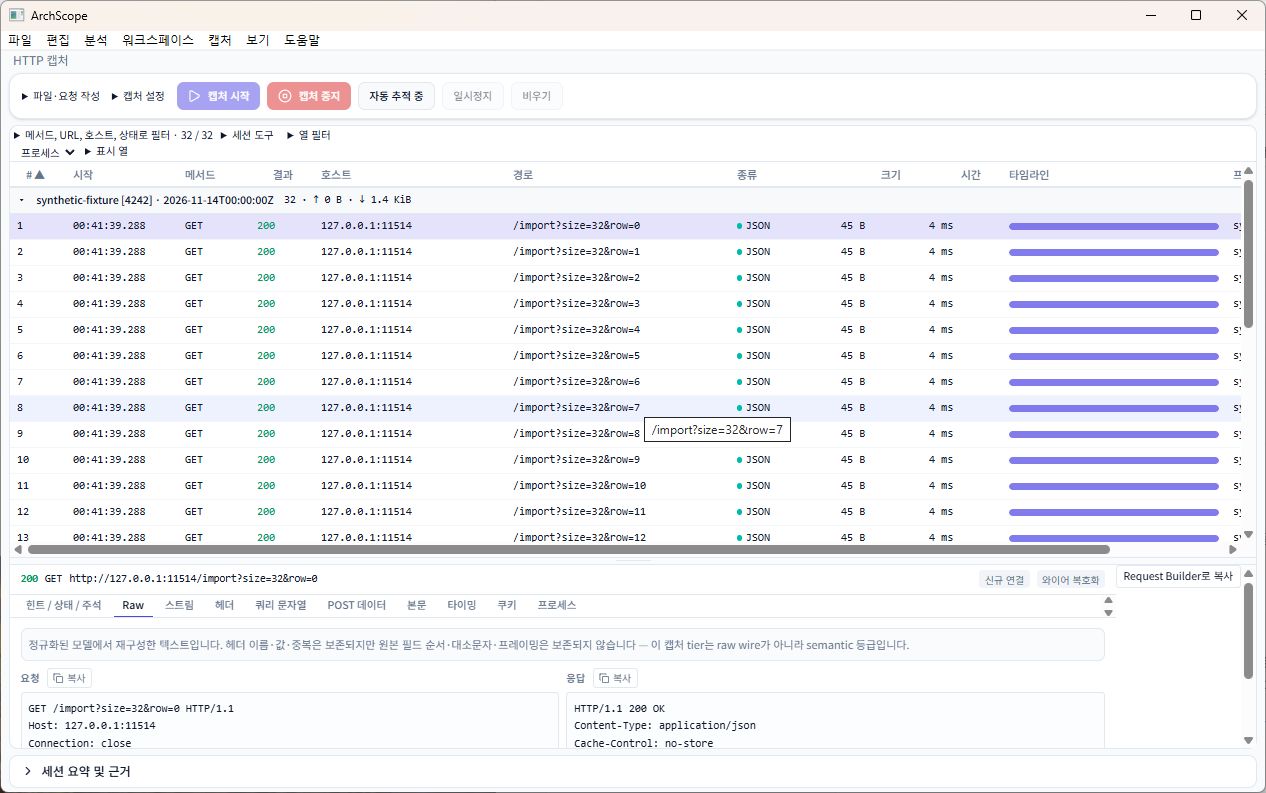 ArchScope
파일 편집 분석 워크스페이스 캡처 보기 도움말
HTTP 캡처
▶ 파일·요청 작성 ▶ 캡처 설정 캡처 시작 캡처 중지 자동 추적 중 일시정지 비우기
▶ 메서드, URL, 호스트, 상태로 필터 · 32 / 32 ▶ 세션 도구 ▶ 열 필터
프로세스 ▶ 표시 열
# ▲ 시작 메서드 결과 호스트 경로 종류 크기 시간 타임라인
synthetic-fixture [4242] · 2026-11-14T00:00:00Z 32 · ↑ 0 B · ↓ 1.4 KiB
1 00:41:39.288 GET 200 127.0.0.1:11514 /import?size=32&row=0 JSON 45 B 4 ms
2 00:41:39.288 GET 200 127.0.0.1:11514 /import?size=32&row=1 JSON 45 B 4 ms
3 00:41:39.288 GET 200 127.0.0.1:11514 /import?size=32&row=2 JSON 45 B 4 ms
4 00:41:39.288 GET 200 127.0.0.1:11514 /import?size=32&row=3 JSON 45 B 4 ms
5 00:41:39.288 GET 200 127.0.0.1:11514 /import?size=32&row=4 JSON 45 B 4 ms
6 00:41:39.288 GET 200 127.0.0.1:11514 /import?size=32&row=5 JSON 45 B 4 ms
7 00:41:39.288 GET 200 127.0.0.1:11514 /import?size=32&row=6 JSON 45 B 4 ms
8 00:41:39.288 GET 200 127.0.0.1:11514 /import?size=32&row=7 JSON 45 B 4 ms
9 00:41:39.288 GET 200 127.0.0.1:11514 /import?size=32&row=8 45 B 4 ms
/import?size=32&row=7
10 00:41:39.288 GET 200 127.0.0.1:11514 /import?size=32&row=9 JSON 45 B 4 ms
11 00:41:39.288 GET 200 127.0.0.1:11514 /import?size=32&row=10 JSON 45 B 4 ms
12 00:41:39.288 GET 200 127.0.0.1:11514 /import?size=32&row=11 JSON 45 B 4 ms
13 00:41:39.288 GET 200 127.0.0.1:11514 /import?size=32&row=12 JSON 45 B 4 ms
200 GET http://127.0.0.1:11514/import?size=32&row=0 신규 연결 와이어 복호화 Request Builder로 복사
힌트 / 상태 / 주석 Raw 스트림 헤더 쿼리 문자열 POST 데이터 본문 타이밍 쿠키 프로세스
정규화된 모델에서 재구성한 텍스트입니다. 헤더 이름·값·중복은 보존되지만 원본 필드 순서·대소문자·프레이밍은 보존되지 않습니다 — 이 캡처 tier는 raw wire가 아니라 semantic 등급입니다.
요청 복사
GET /import?size=32&row=0 HTTP/1.1
Host: 127.0.0.1:11514
Connection: close
응답 복사
HTTP/1.1 200 OK
Content-Type: application/json
Cache-Control: no-store
세션 요약 및 근거